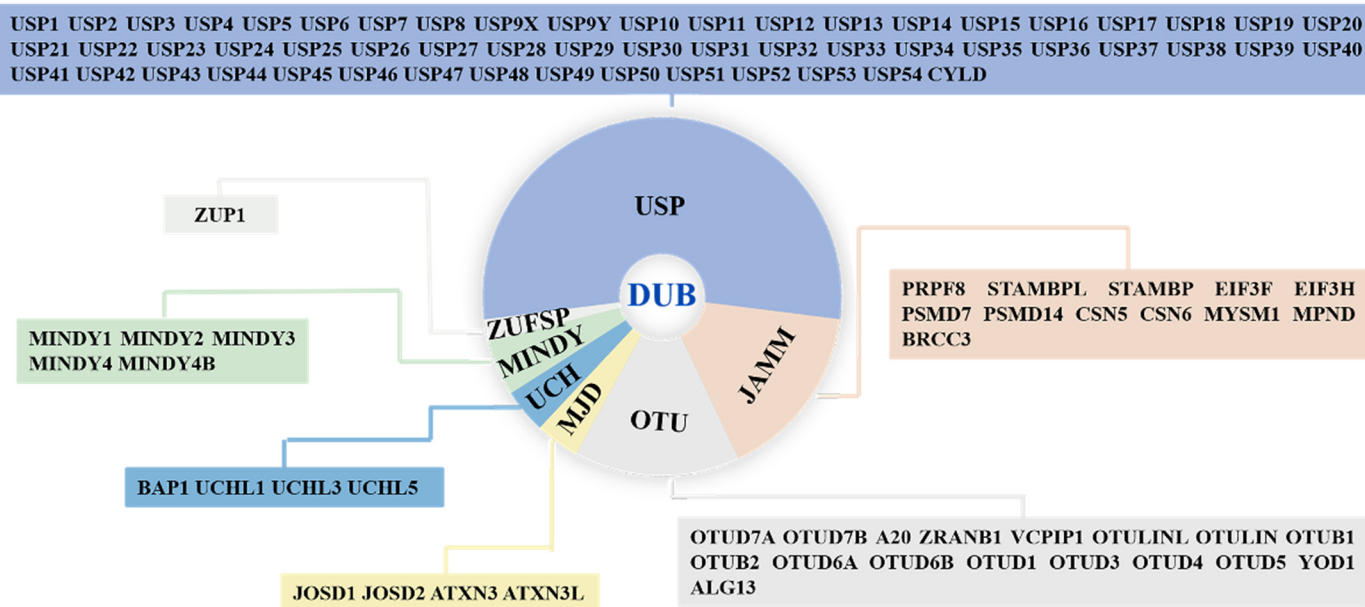 USP1 USP2 USP3 USP4 USP5 USP6 USP7 USP8 USP9X USP9Y USP10 USP11 USP12 USP13 USP14 USP15 USP16 USP17 USP18 USP19 USP20
USP21 USP22 USP23 USP24 USP25 USP26 USP27 USP28 USP29 USP30 USP31 USP32 USP33 USP34 USP35 USP36 USP37 USP38 USP39 USP40
USP41 USP42 USP43 USP44 USP45 USP46 USP47 USP48 USP49 USP50 USP51 USP52 USP53 USP54 CYLD
ZUP1
USP
DUB
PRPF8 STAMBPL STAMBP EIF3F EIF3H
PSMD7 PSMD14 CSN5 CSN6 MYSM1 MPND
BRCC3
ZUFSP
MINDY
MINDY1 MINDY2 MINDY3
MINDY4 MINDY4B
UCH
MJD
OTU
JAMM
BAP1 UCHL1 UCHL3 UCHL5
OTUD7A OTUD7B A20 ZRANB1 VCPIP1 OTULINL OTULIN OTUB1
OTUB2 OTUD6A OTUD6B OTUD1 OTUD3 OTUD4 OTUD5 YOD1
ALG13
JOSD1 JOSD2 ATXN3 ATXN3L